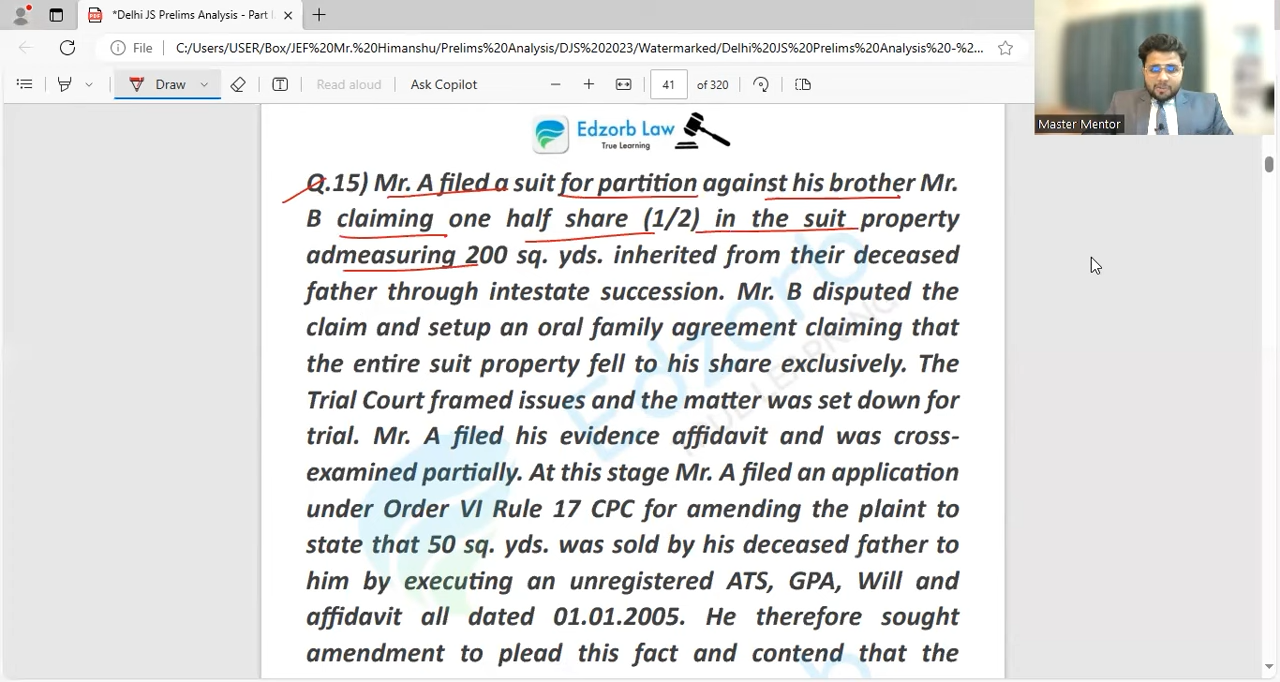 *Delhi JS Prelims Analysis - Part I
File C:/Users/USER/Box/JEF%20Mr.%20Himanshu/Prelims%20Analysis/DJS%202023/Watermarked/Delhi%20JS%20Prelims%20Analysis%20-%2...
Draw Read aloud Ask Copilot 41 of 320
Master Mentor
Edzorb Law
True Learning
Q.15) Mr. A filed a suit for partition against his brother Mr.
B claiming one half share (1/2) in the suit property
admeasuring 200 sq. yds. inherited from their deceased
father through intestate succession. Mr. B disputed the
claim and setup an oral family agreement claiming that
the entire suit property fell to his share exclusively. The
Trial Court framed issues and the matter was set down for
trial. Mr. A filed his evidence affidavit and was cross-
examined partially. At this stage Mr. A filed an application
under Order VI Rule 17 CPC for amending the plaint to
state that 50 sq. yds. was sold by his deceased father to
him by executing an unregistered ATS, GPA, Will and
affidavit all dated 01.01.2005. He therefore sought
amendment to plead this fact and contend that the
Edzorb